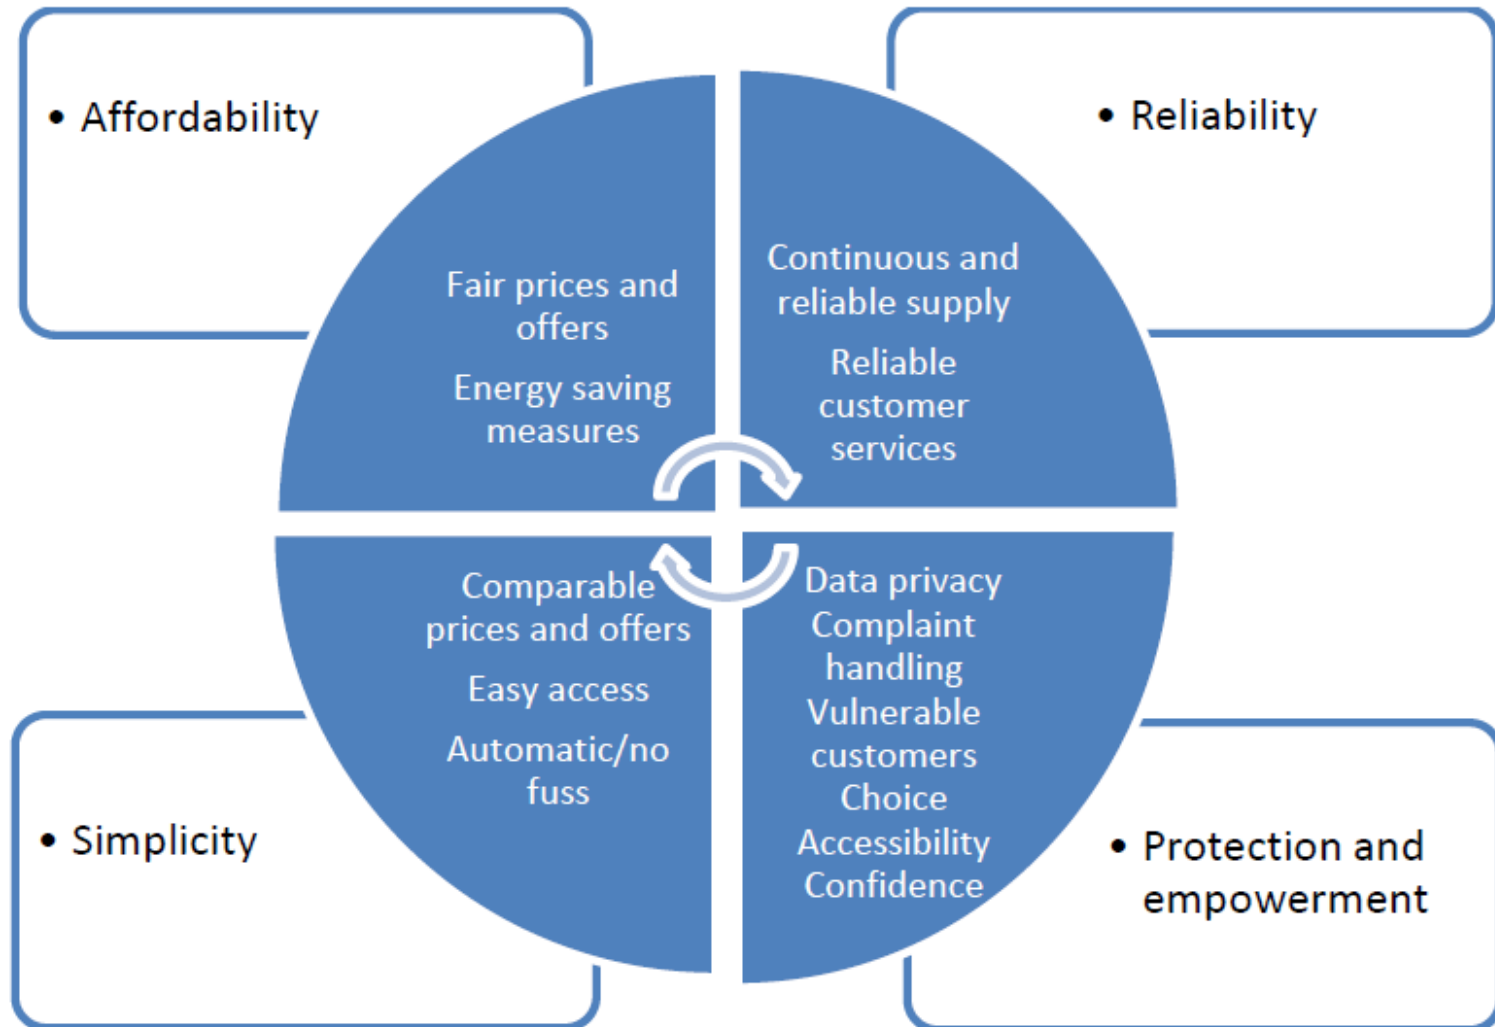 • Affordability
• Reliability
Fair prices and
offers
Energy saving
measures
Continuous and
reliable supply
Reliable
customer
services
Comparable
prices and offers
Easy access
Automatic/no
fuss
Data privacy
Complaint
handling
Vulnerable
customers
Choice
Accessibility
Confidence
• Simplicity
• Protection and
empowerment